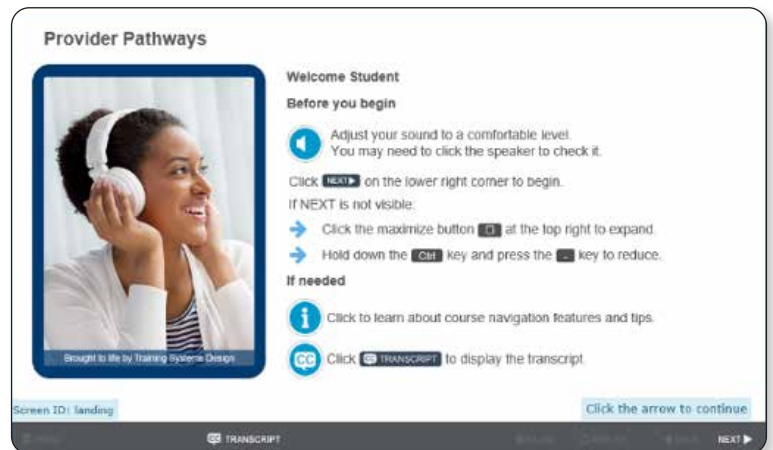 Provider Pathways
Welcome Student
Before you begin
Adjust your sound to a comfortable level.
You may need to click the speaker to check it.
Click NEXT▶ on the lower right corner to begin.
If NEXT is not visible:
Click the maximize button at the top right to expand.
Hold down the Ctrl key and press the - key to reduce.
If needed
Click to learn about course navigation features and tips.
CC Click CC TRANSCRIPT to display the transcript.
Brought to life by Training Systems Design
Screen ID: landing
Click the arrow to continue
CC TRANSCRIPT
NEXT ▶